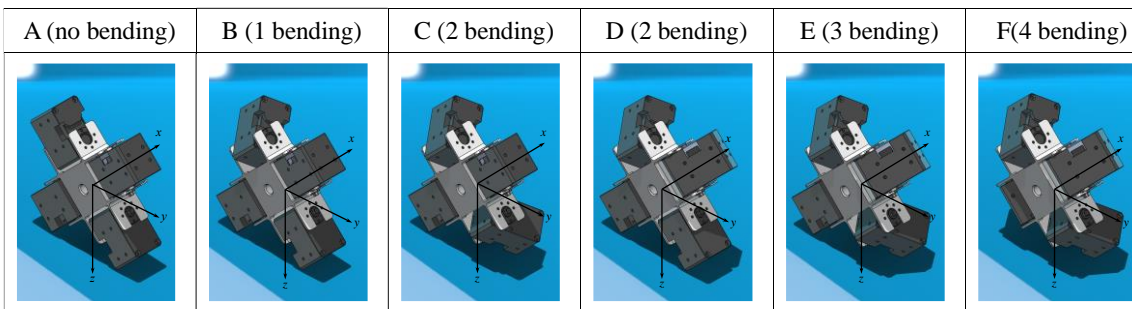 A (no bending) B (1 bending) C (2 bending) D (2 bending) E (3 bending) F(4 bending)
x x x x x x
y y y y y y
z z z z z z